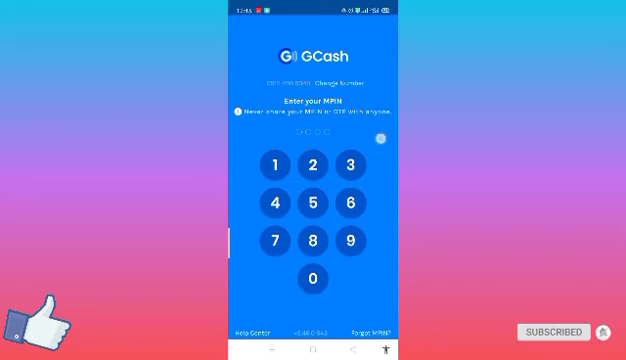 GCash
Change Number
Enter your MPIN
Never share your MPIN or OTP with anyone.
1 2 3
4 5 6
7 8 9
0
Help Center
Forgot MPIN?
SUBSCRIBED